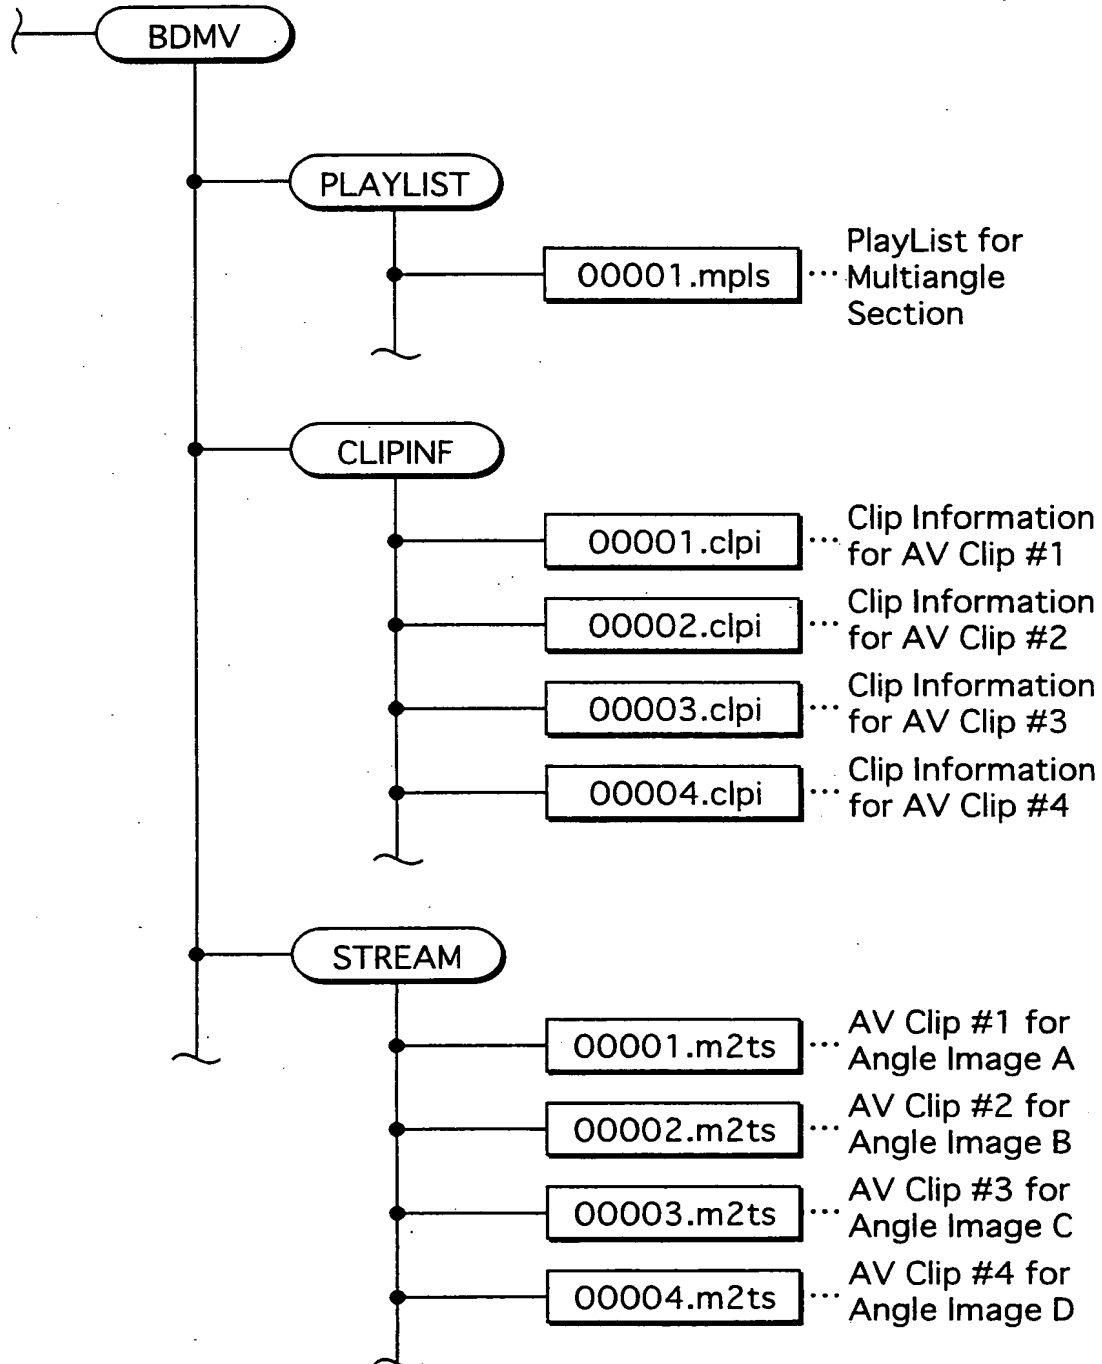 BDMV
PLAYLIST
00001.mpls
··· PlayList for
Multiangle
Section
CLIPINF
00001.clpi
··· Clip Information
for AV Clip #1
00002.clpi
··· Clip Information
for AV Clip #2
00003.clpi
··· Clip Information
for AV Clip #3
00004.clpi
··· Clip Information
for AV Clip #4
STREAM
00001.m2ts
··· AV Clip #1 for
Angle Image A
00002.m2ts
··· AV Clip #2 for
Angle Image B
00003.m2ts
··· AV Clip #3 for
Angle Image C
00004.m2ts
··· AV Clip #4 for
Angle Image D